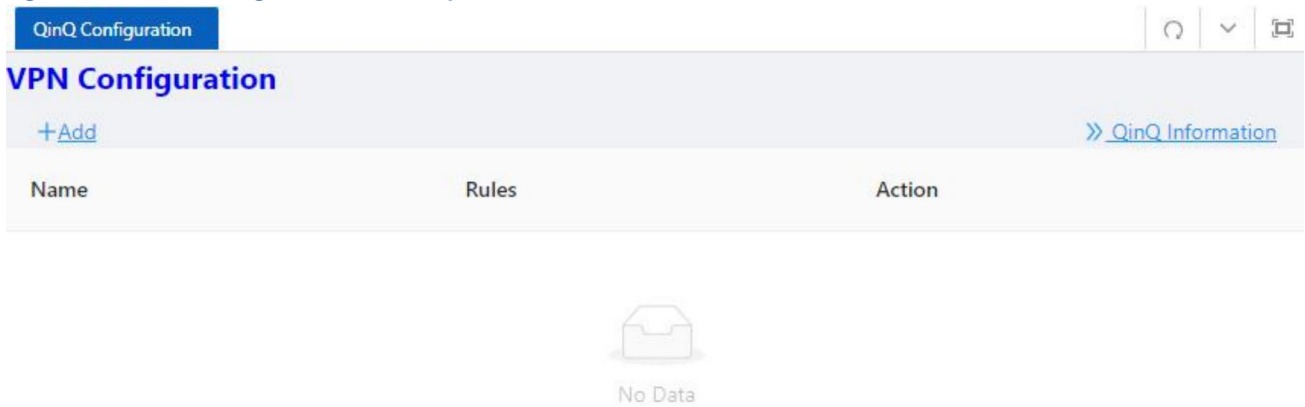 QinQ Configuration
VPN Configuration
+Add
» QinQ Information
Name Rules Action
No Data